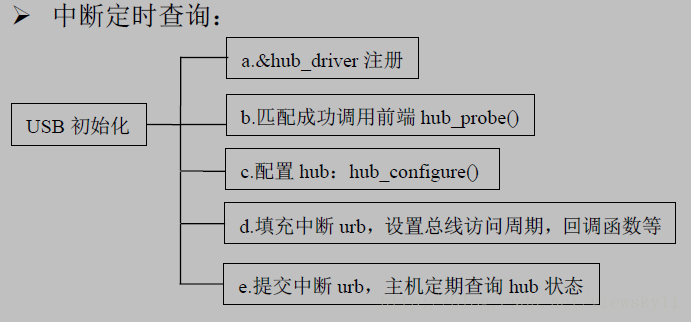 ➢ 中断定时查询：
a.&hub_driver 注册
b.匹配成功调用前端 hub_probe()
USB 初始化
c.配置 hub：hub_configure()
d.填充中断 urb，设置总线访问周期，回调函数等
e.提交中断 urb，主机定期查询 hub 状态